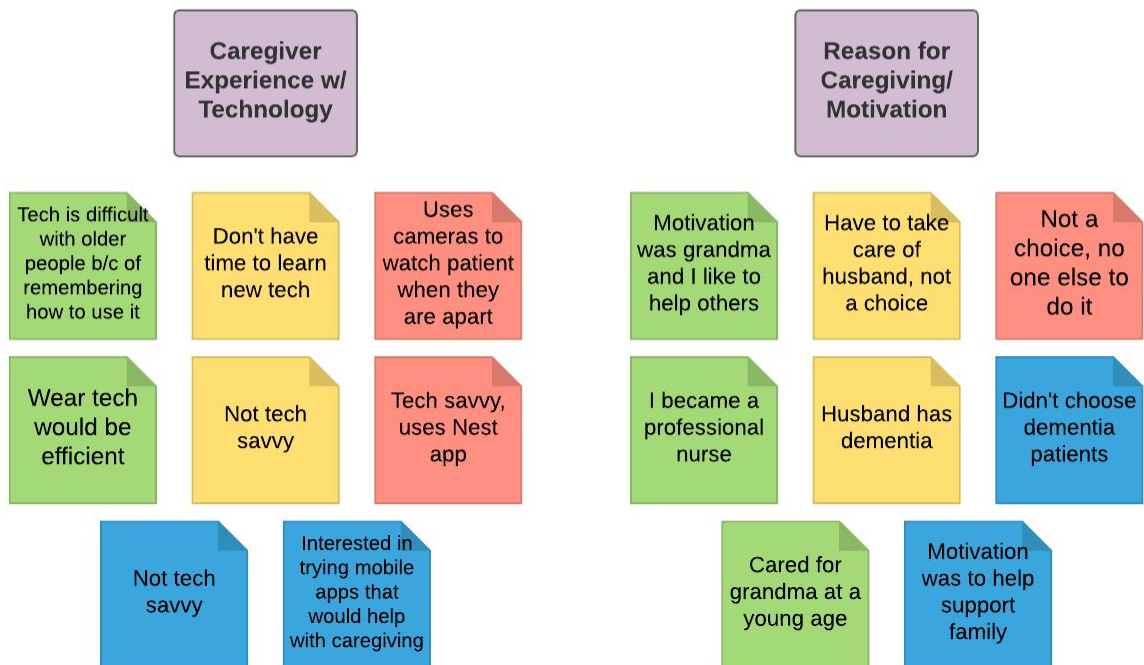 Caregiver
Experience w/
Technology
Reason for
Caregiving/
Motivation
Tech is difficult
with older
people b/c of
remembering
how to use it
Don't have
time to learn
new tech
Uses
cameras to
watch patient
when they
are apart
Motivation
was grandma
and I like to
help others
Have to take
care of
husband, not
a choice
Not a
choice, no
one else to
do it
Wear tech
would be
efficient
Not tech
savvy
Tech savvy,
uses Nest
app
I became a
professional
nurse
Husband has
dementia
Didn't choose
dementia
patients
Not tech
savvy
Interested in
trying mobile
apps that
would help
with caregiving
Cared for
grandma at a
young age
Motivation
was to help
support
family